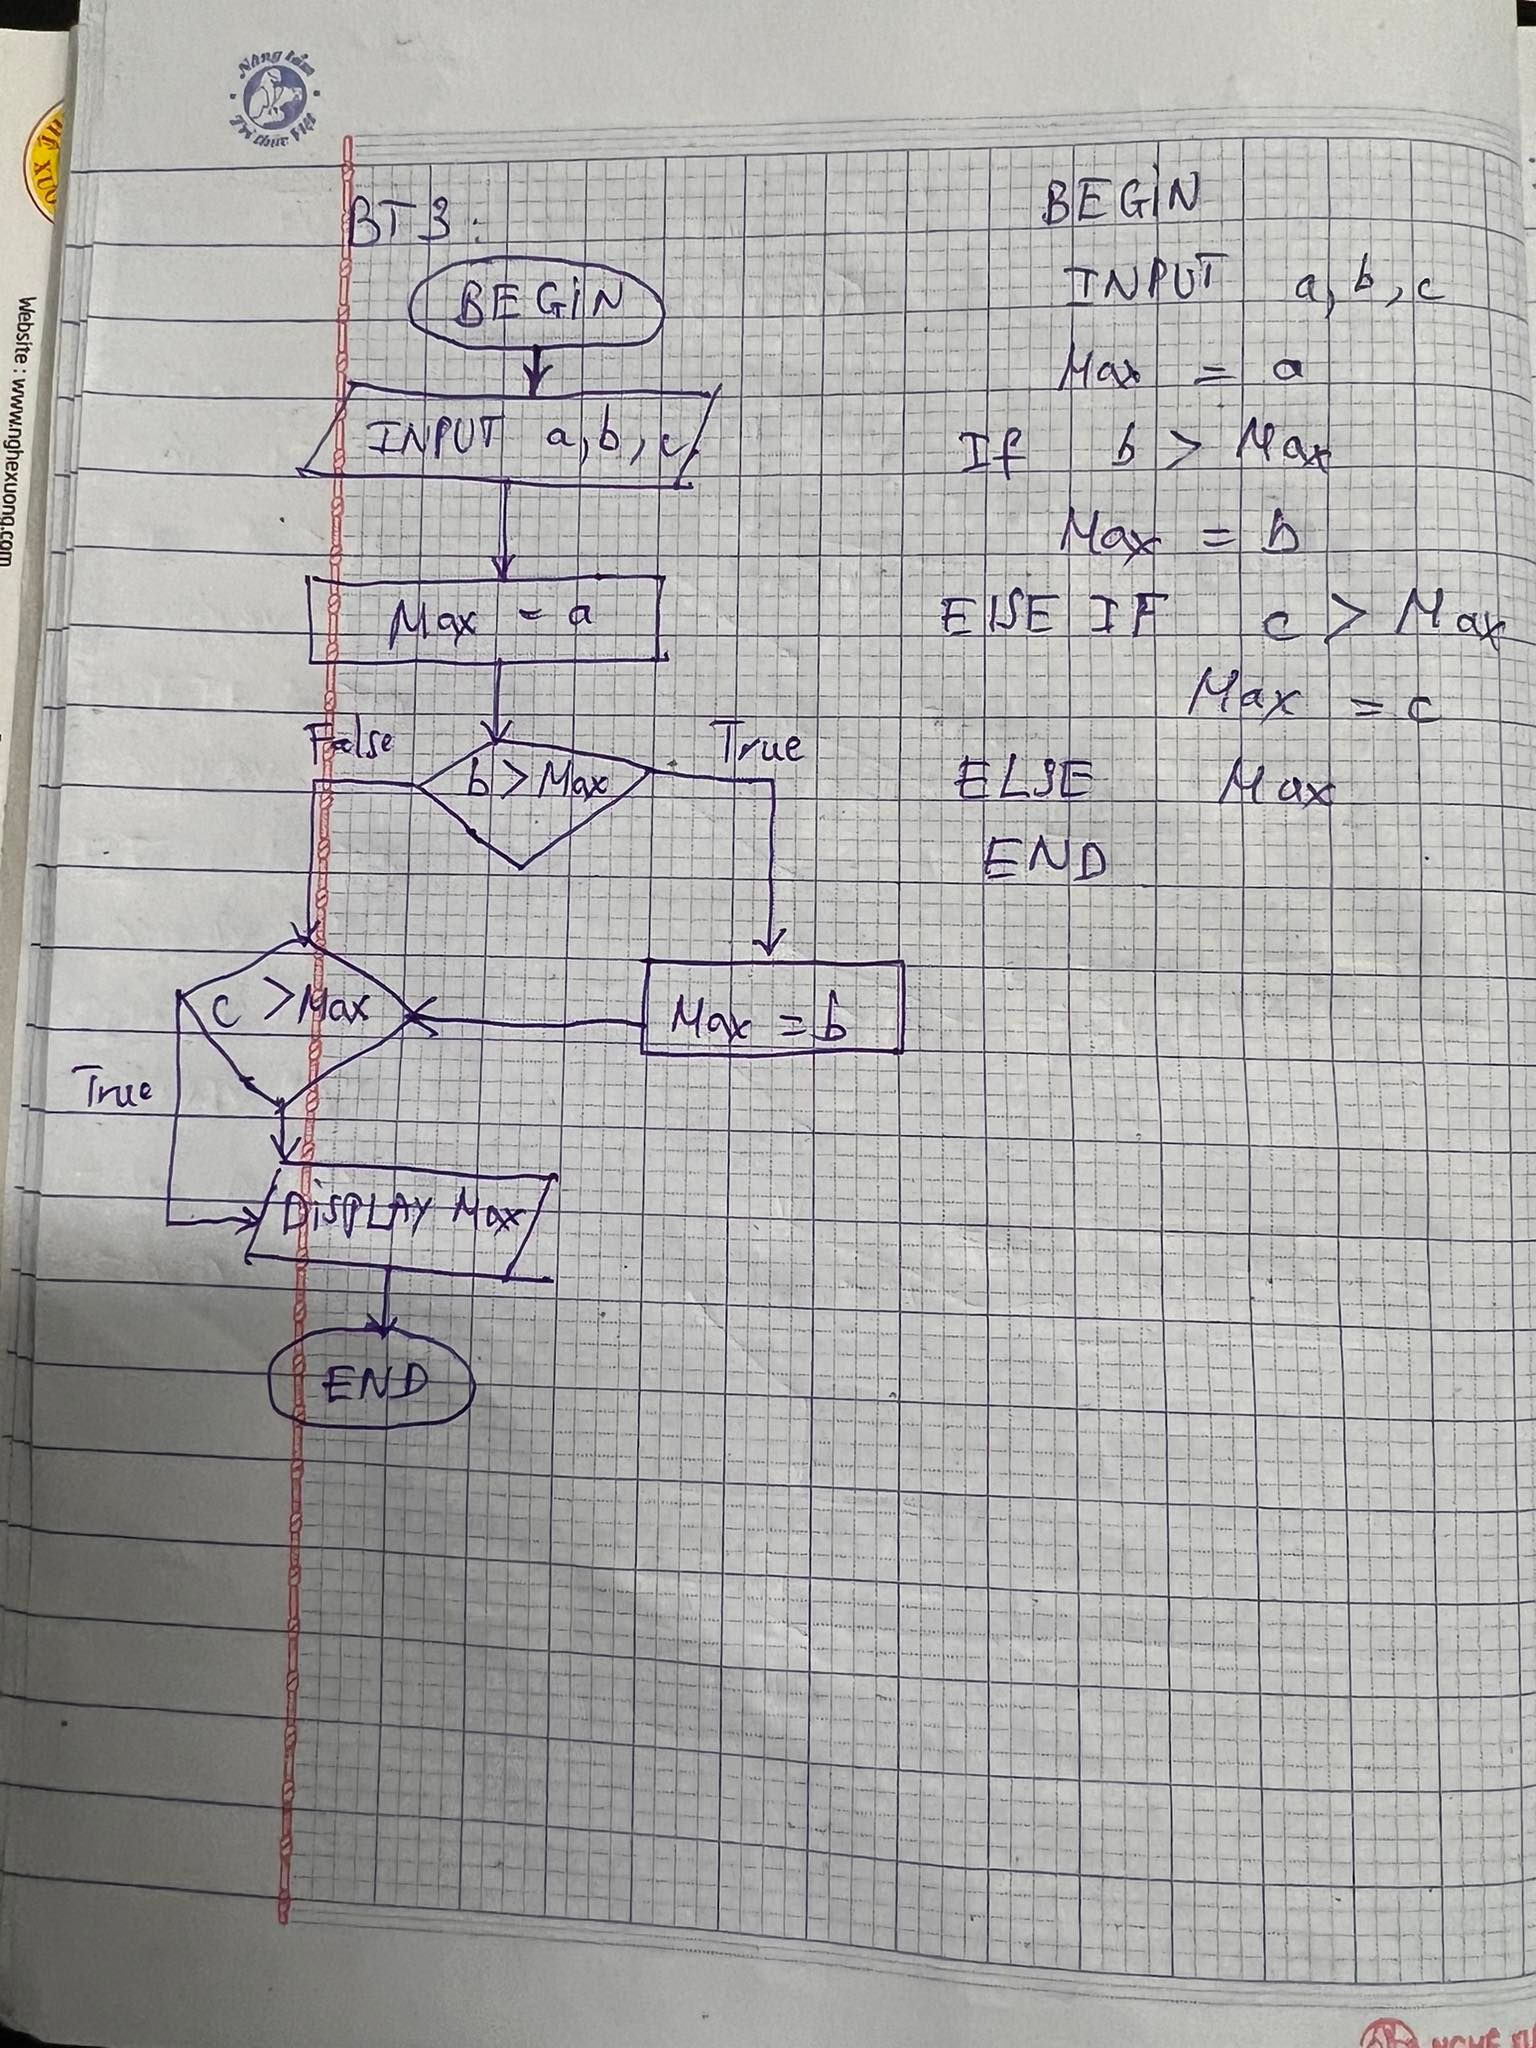 Nâng tầm
Tri thức Việt
Website : www.nghexuong.com
BT3:
BEGIN
INPUT a, b, c
Max = a
False
True
b > Max
c > Max
Max = b
True
DISPLAY Max
END
BEGIN
INPUT a, b, c
Max = a
If b > Max
Max = b
ElSE IF c > Max
Max = c
ELSE Max
END